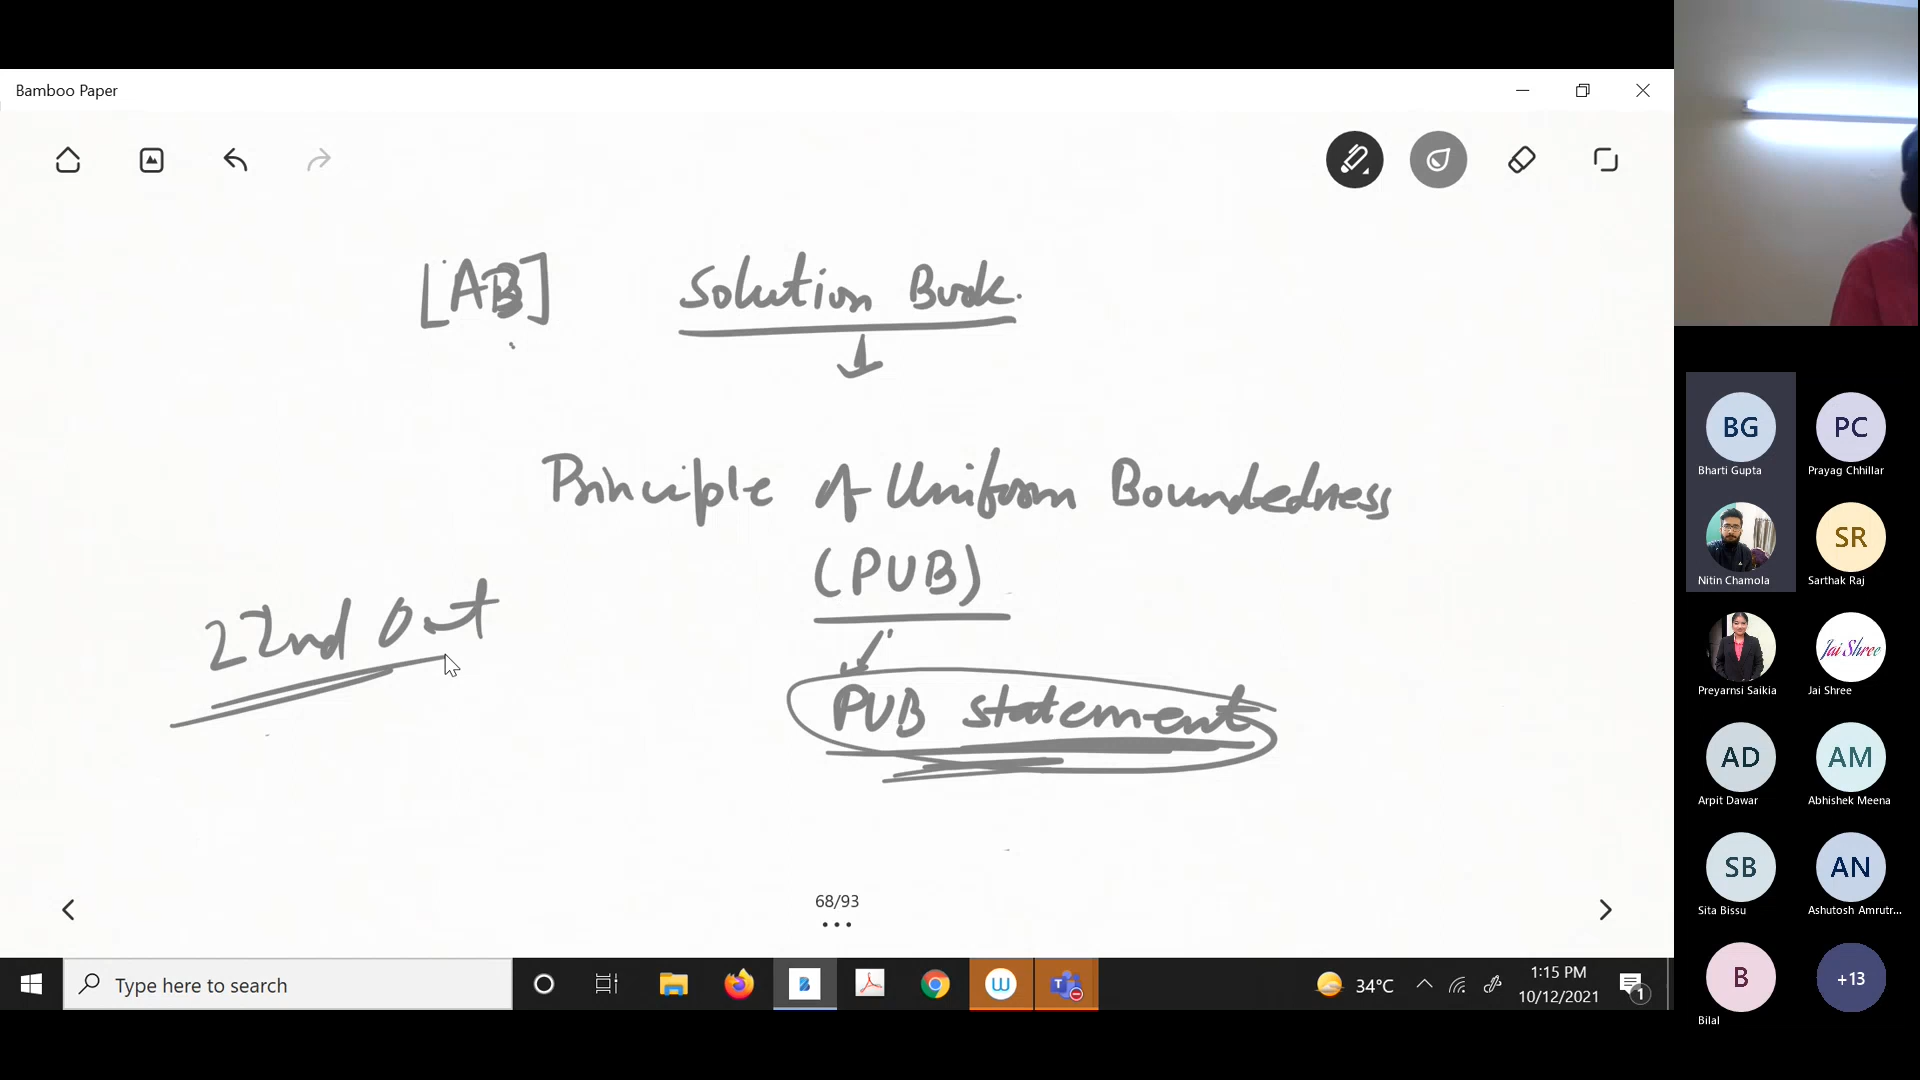 Bamboo Paper
[AB] Solution Book.
Principle of Uniform Boundedness
(PUB)
22nd Oct
PUB statement
68/93
BG PC
Bharti Gupta Prayag Chhillar
SR
Nitin Chamola Sarthak Raj
Jai Shree
Preyarnsi Saikia Jai Shree
AD AM
Arpit Dawar Abhishek Meena
SB AN
Sita Bissu Ashutosh Amrutr...
B +13
Bilal
Type here to search
34°C
1:15 PM
10/12/2021
1